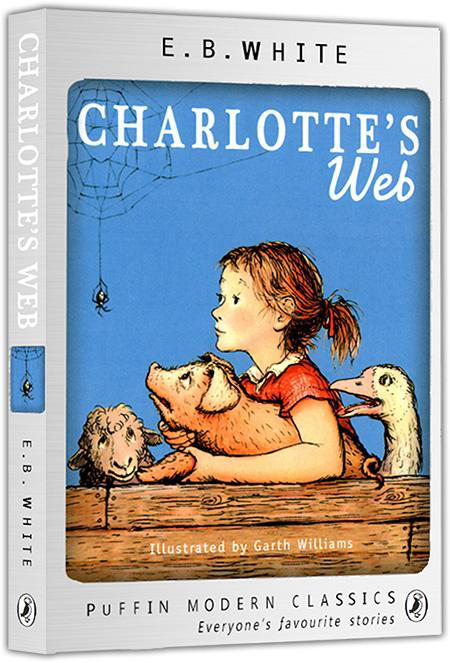 E.B.WHITE
CHARLOTTE'S
Web
Illustrated by Garth Williams
PUFFIN MODERN CLASSICS
Everyone's favourite stories
CHARLOTTE'S WEB
E.B. WHITE